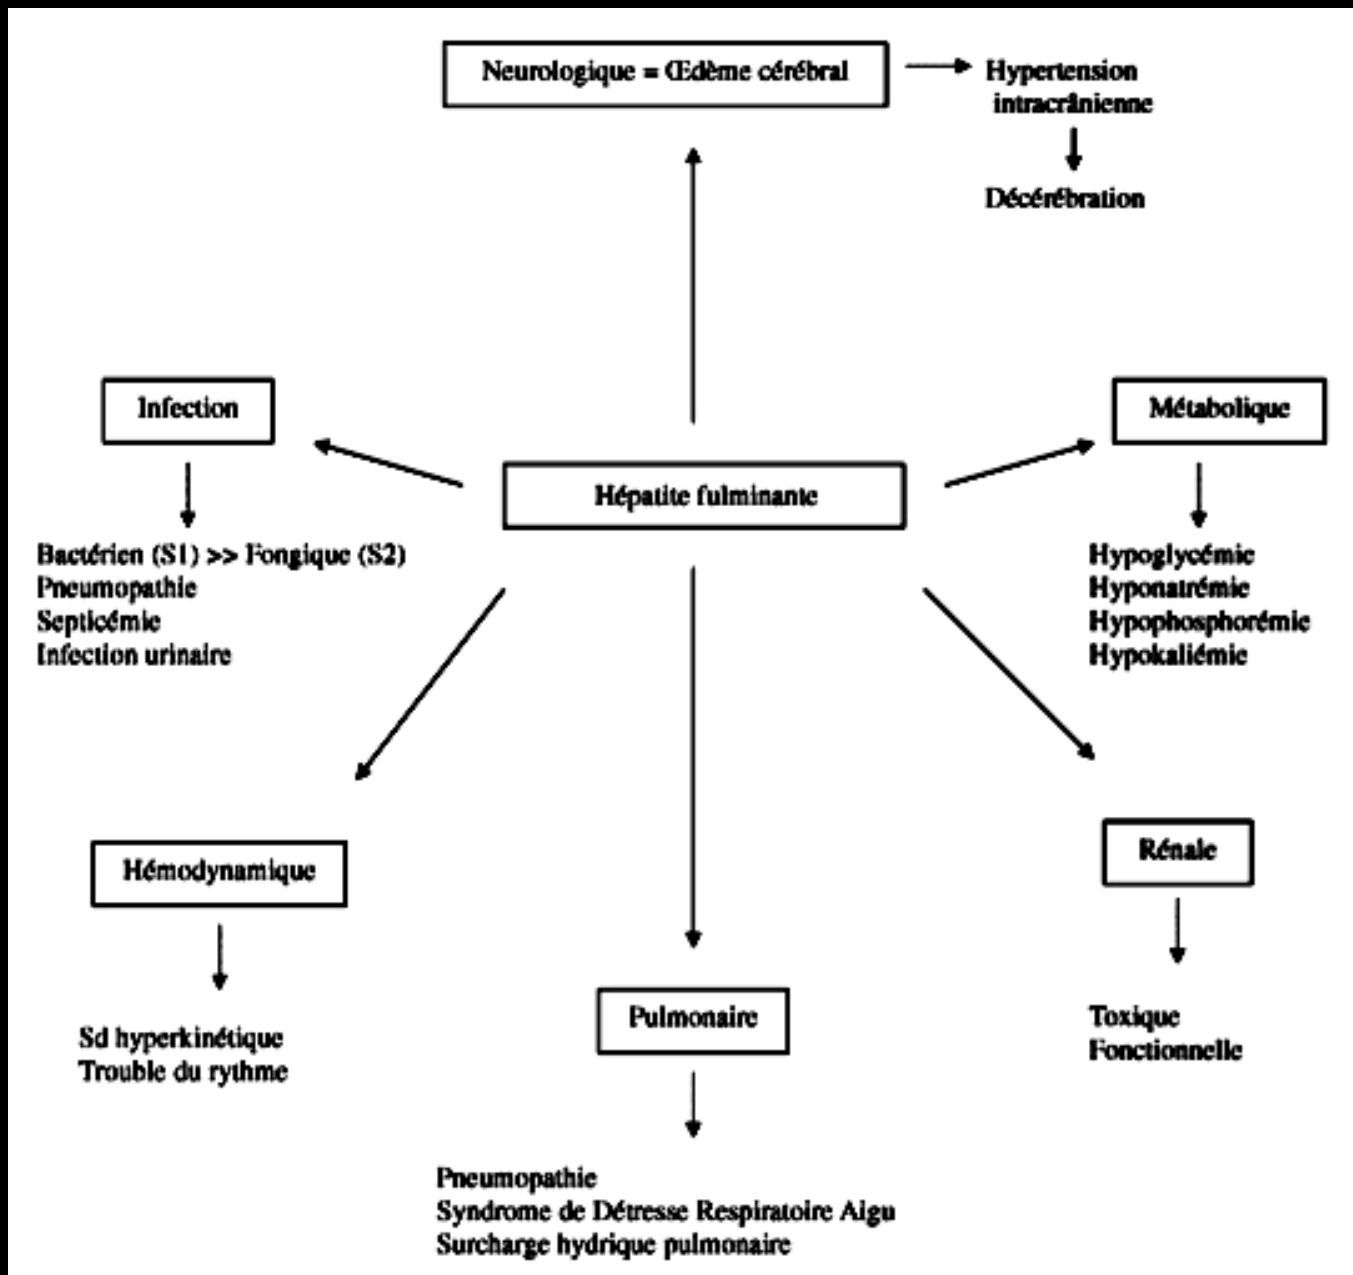 Neurologique = Œdème cérébral
Hypertension
intracrânienne
Décérébration
Infection
Bactérien (S1) >> Fongique (S2)
Pneumopathie
Septicémie
Infection urinaire
Hépatite fulminante
Métabolique
Hypoglycémie
Hyponatrémie
Hypophosphorémie
Hypokaliémie
Hémodynamique
Sd hyperkinétique
Trouble du rythme
Pulmonaire
Pneumopathie
Syndrome de Détresse Respiratoire Aigu
Surcharge hydrique pulmonaire
Rénale
Toxique
Fonctionnelle